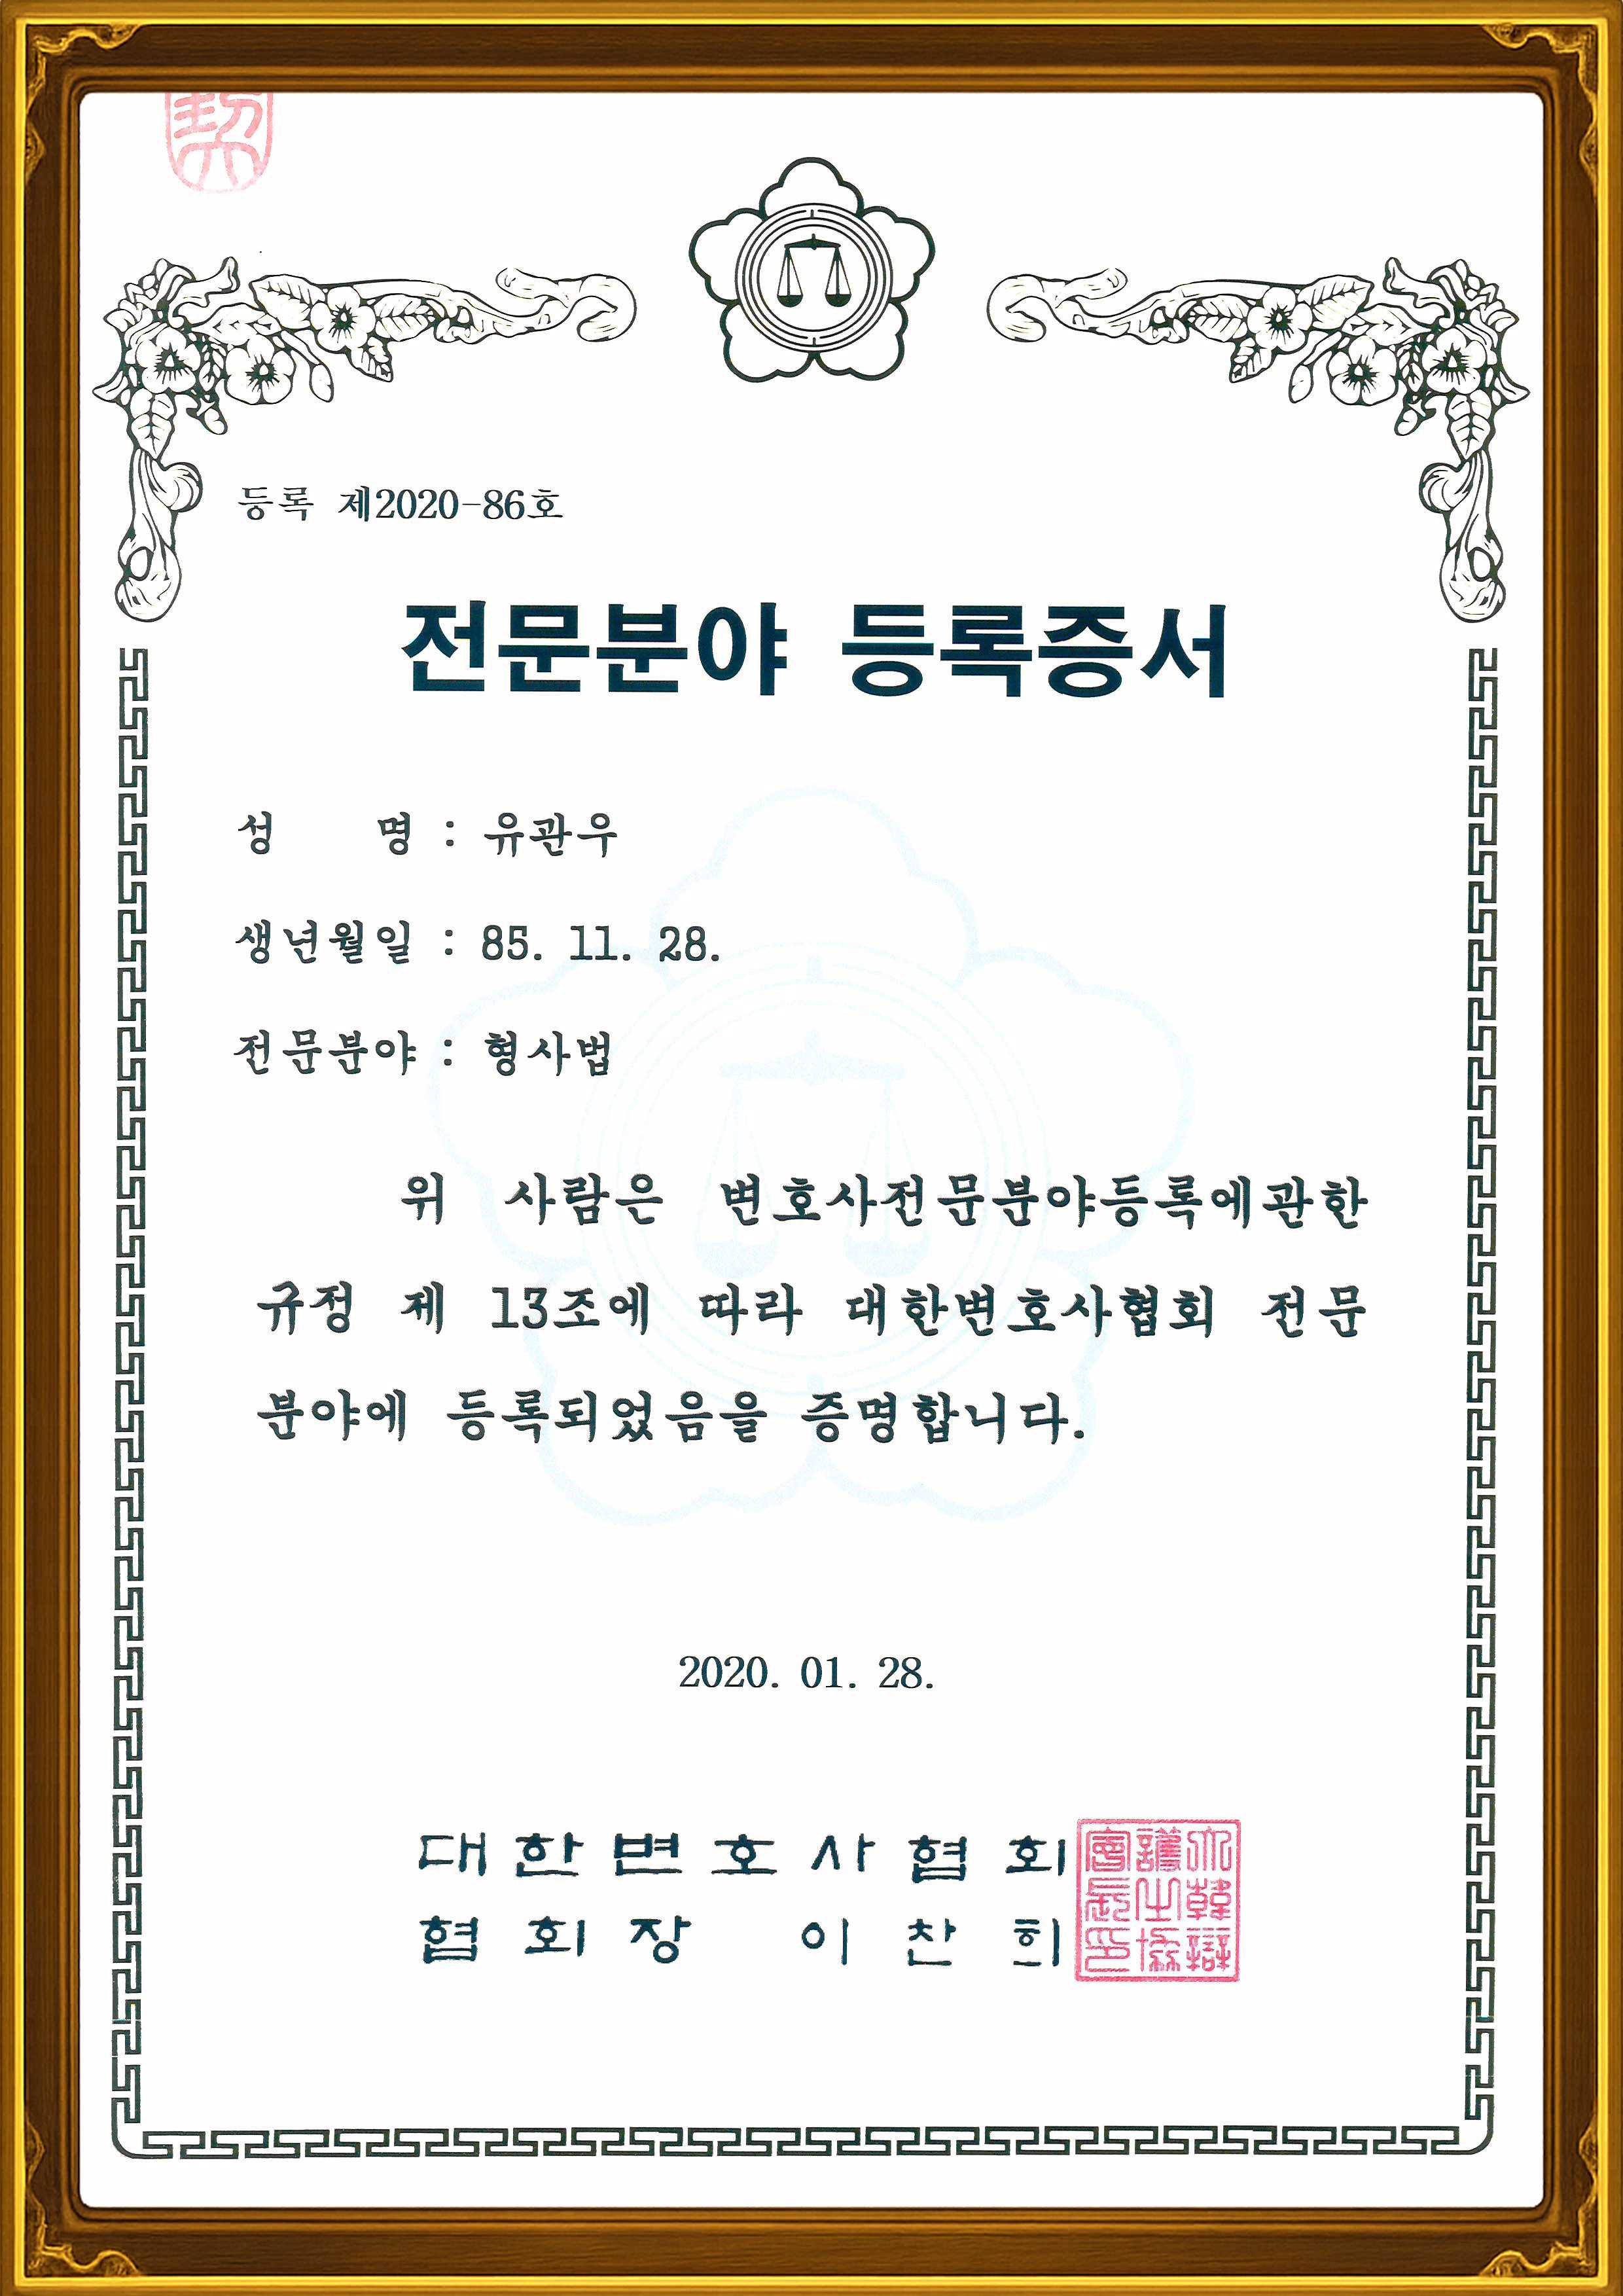 등록 제2020-86호
전문분야 등록증서
성 명 : 유관우
생년월일 : 85. 11. 28.
전문분야 : 형사법
위 사람은 변호사전문분야등록에관한
규정 제 13조에 따라 대한변호사협회 전문
분야에 등록되었음을 증명합니다.
2020. 01. 28.
대한변호사협회
협회장 이찬희
大韓辯護士協會長印